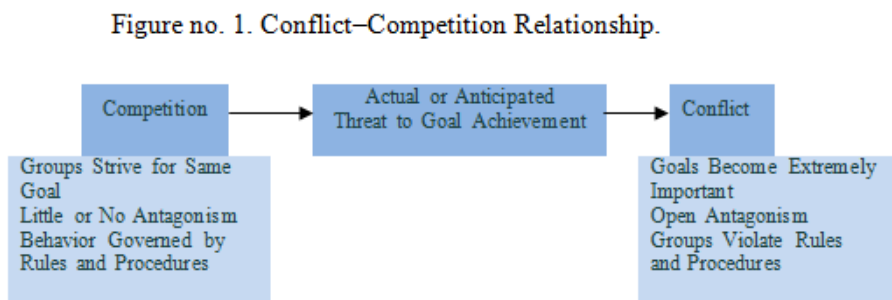 Figure no. 1. Conflict–Competition Relationship.
Competition
Actual or Anticipated
Threat to Goal Achievement
Conflict
Groups Strive for Same
Goal
Little or No Antagonism
Behavior Governed by
Rules and Procedures
Goals Become Extremely
Important
Open Antagonism
Groups Violate Rules
and Procedures